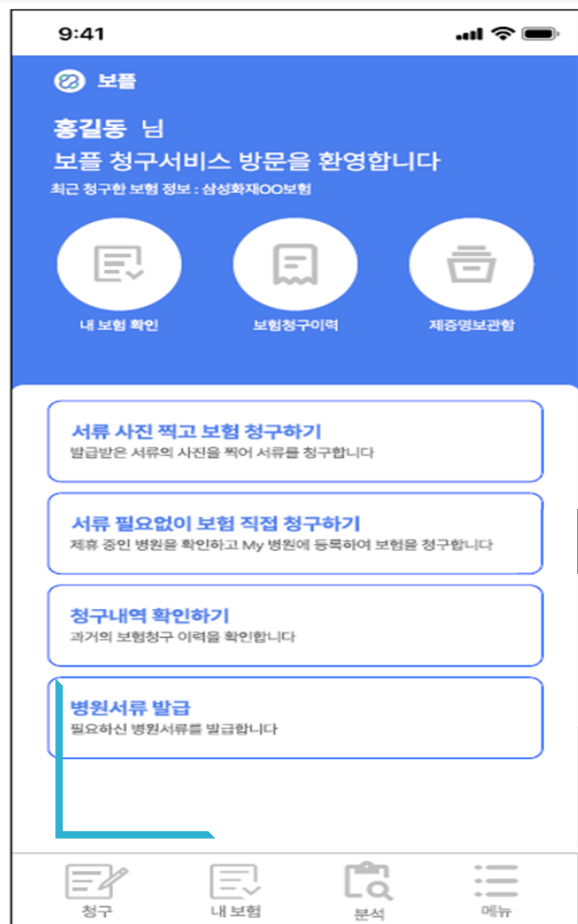 9:41
보플
홍길동 님
보플 청구서비스 방문을 환영합니다
최근 청구한 보험 정보 : 삼성화재OO보험
내 보험 확인
보험청구이력
제증명보관함
서류 사진 찍고 보험 청구하기
발급받은 서류의 사진을 찍어 서류를 청구합니다
서류 필요없이 보험 직접 청구하기
제휴 중인 병원을 확인하고 My 병원에 등록하여 보험을 청구합니다
청구내역 확인하기
과거의 보험청구 이력을 확인합니다
병원서류 발급
필요하신 병원서류를 발급합니다
청구
내 보험
분석
메뉴